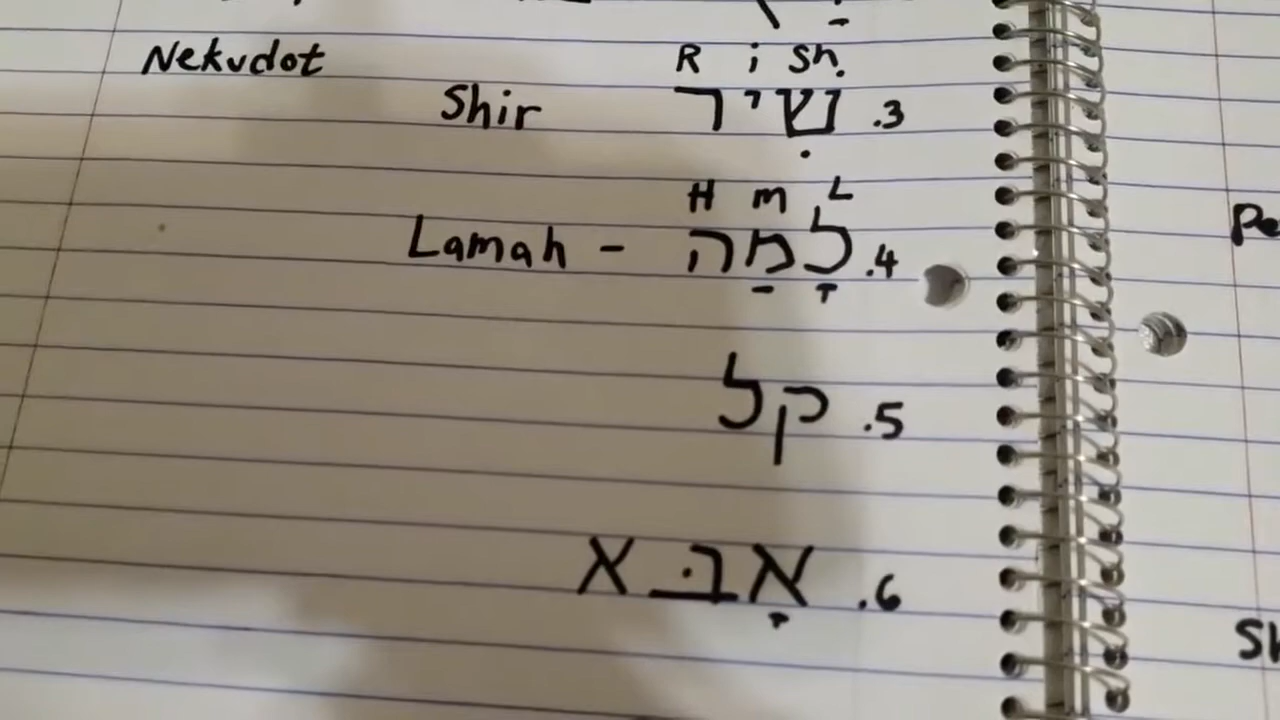 Nekudot
R i Sh
Shir שִׁיר .3
H m L
Lamah - לָמַה .4
קל .5
אָבּא .6